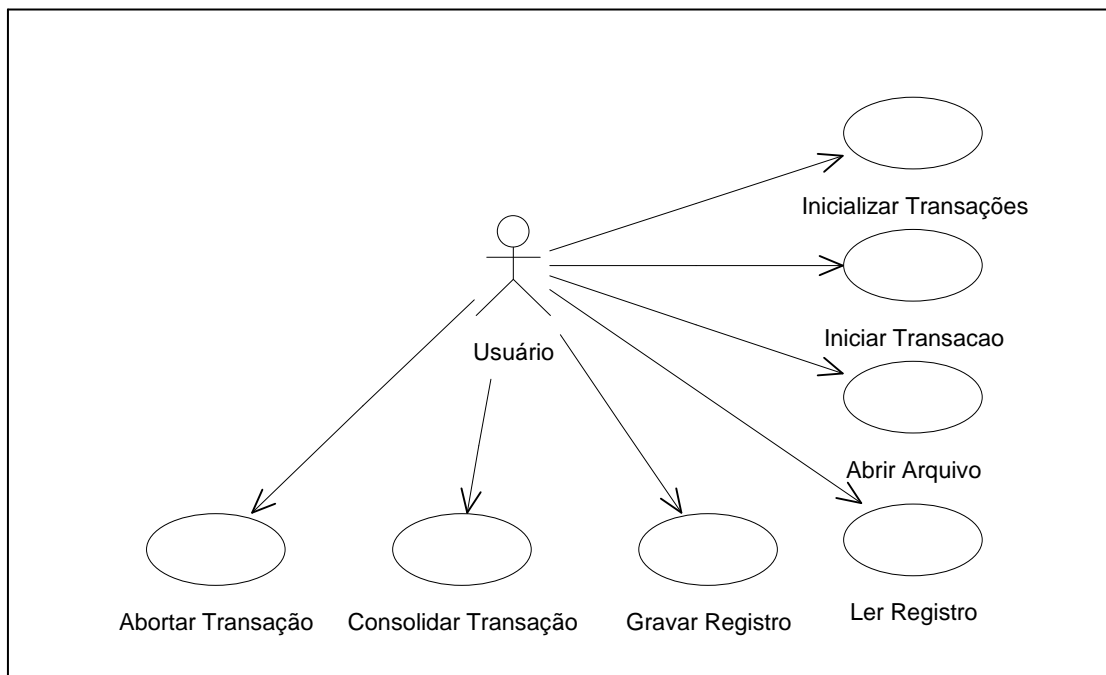 Inicializar Transações
Iniciar Transacao
Usuário
Abrir Arquivo
Ler Registro
Abortar Transação
Consolidar Transação
Gravar Registro